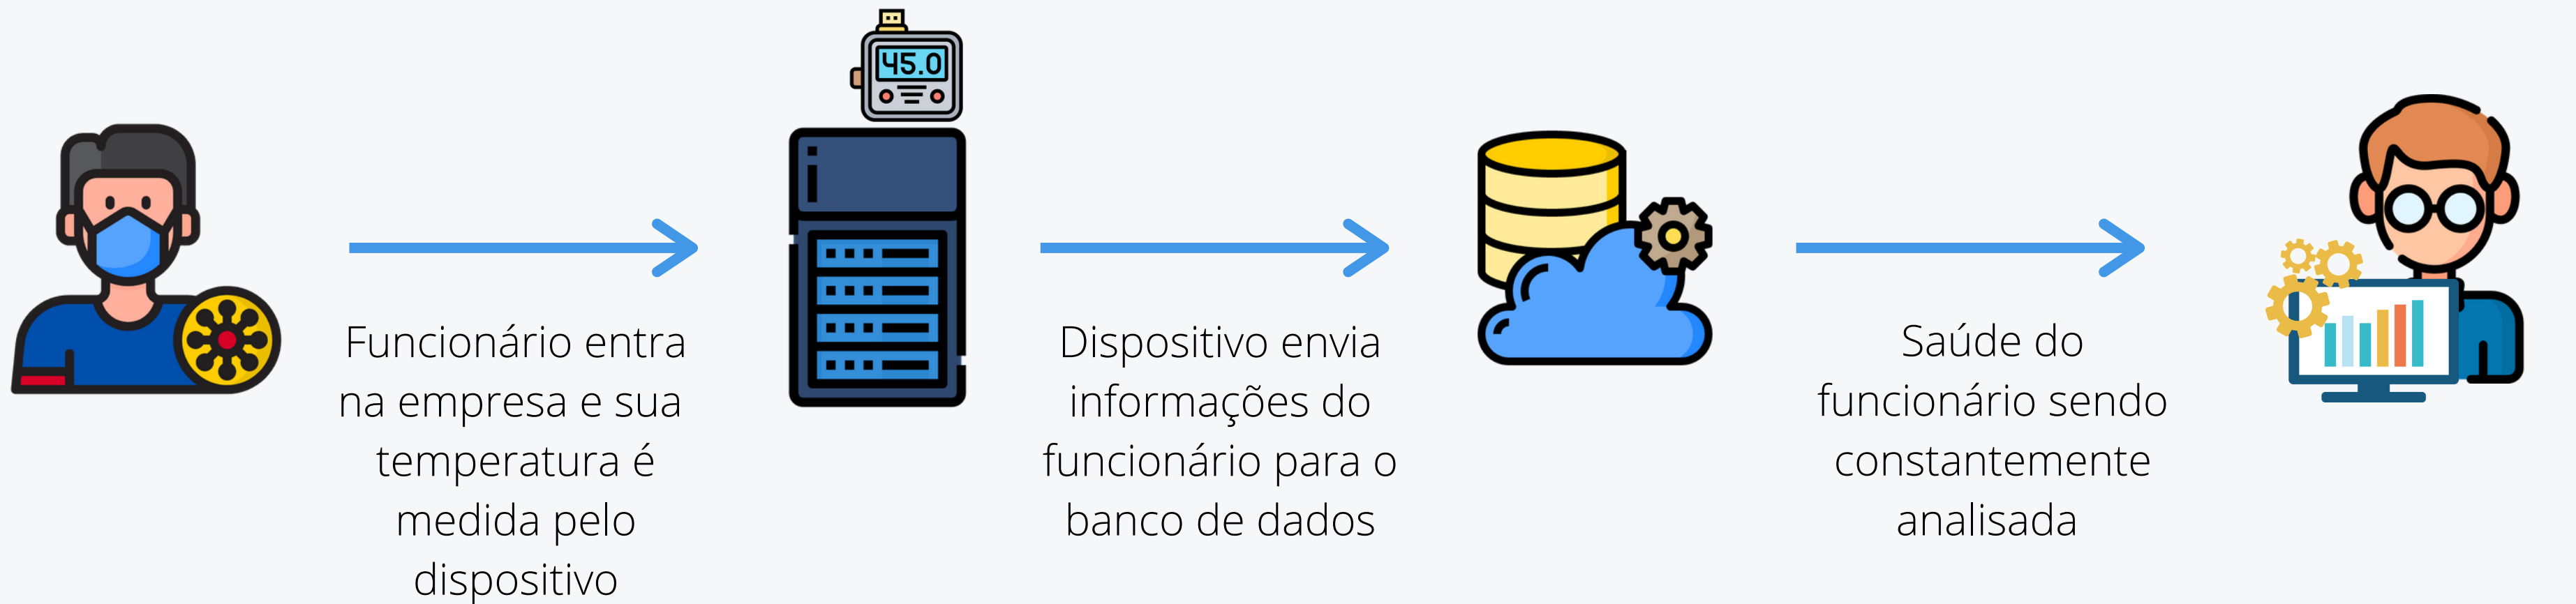 45.0
Funcionário entra
na empresa e sua
temperatura é
medida pelo
dispositivo
Dispositivo envia
informações do
funcionário para o
banco de dados
Saúde do
funcionário sendo
constantemente
analisada